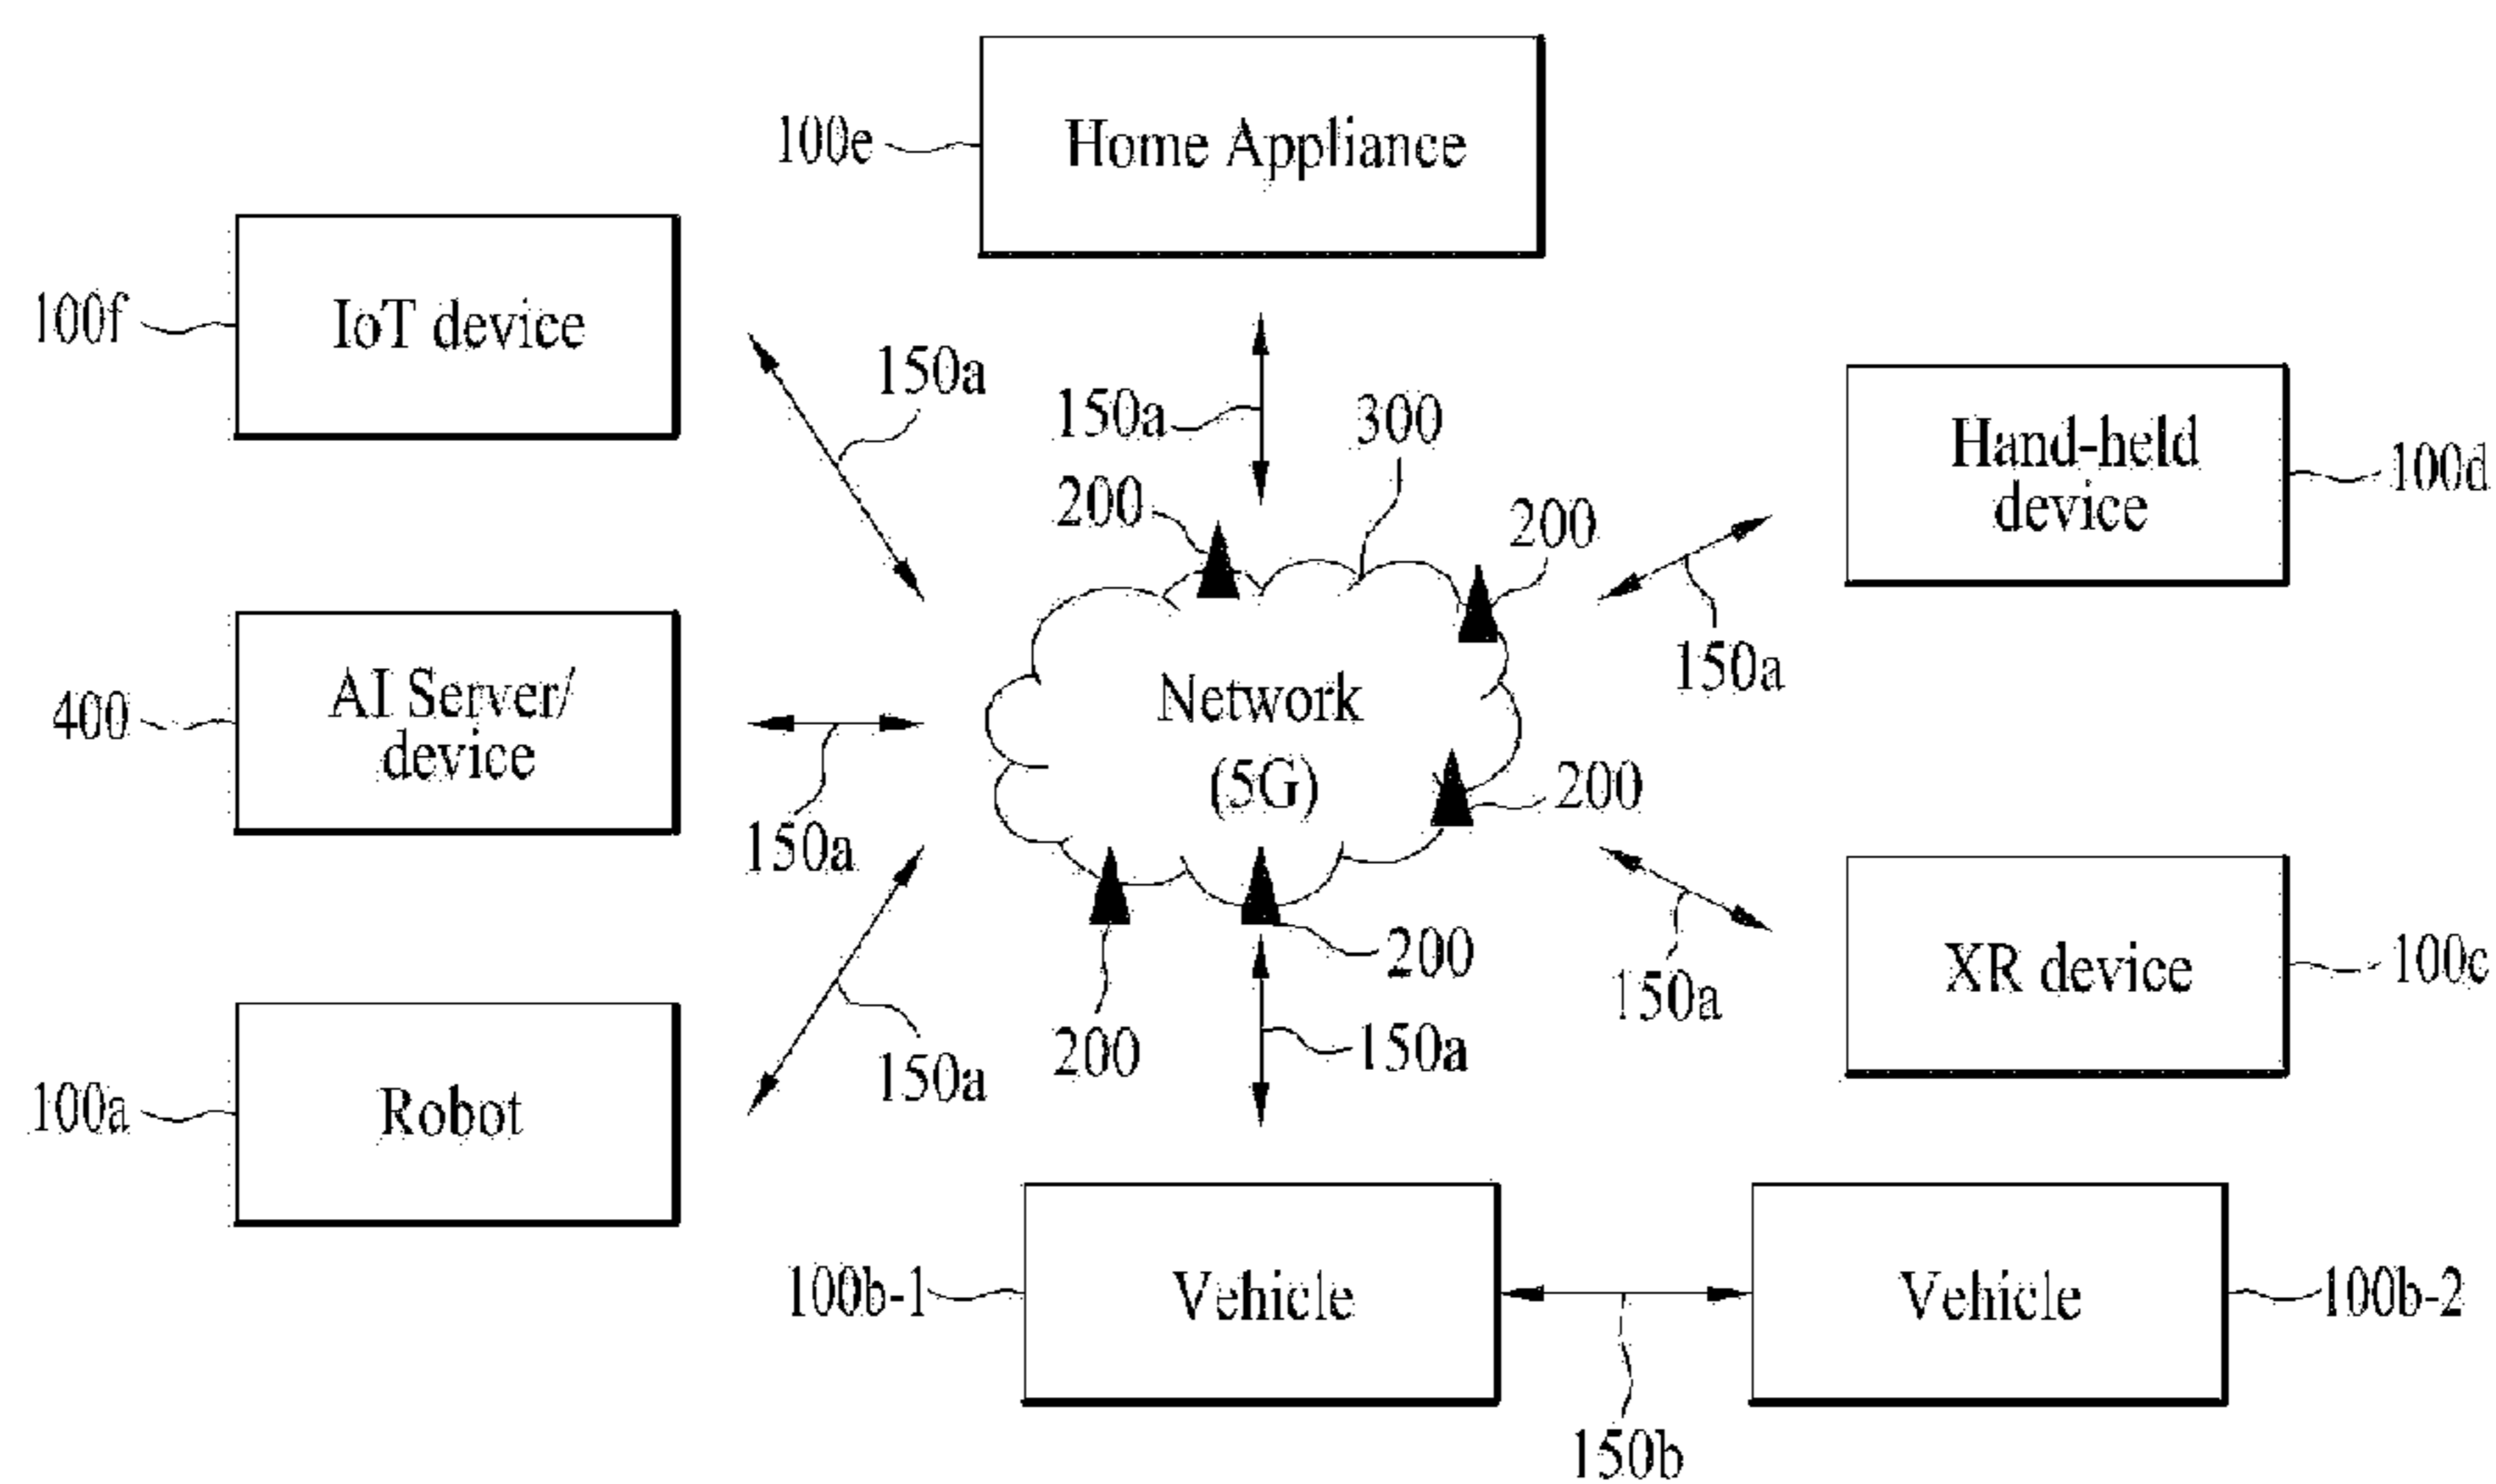 100e
Home Appliance
100f
IoT device
150a
150a
300
200
200
Hand-held
device
100d
150a
400
AI Server/
device
150a
Network
(5G)
200
XR device
100c
150a
200
200
150a
150a
100a
Robot
100b-1
Vehicle
Vehicle
100b-2
150b